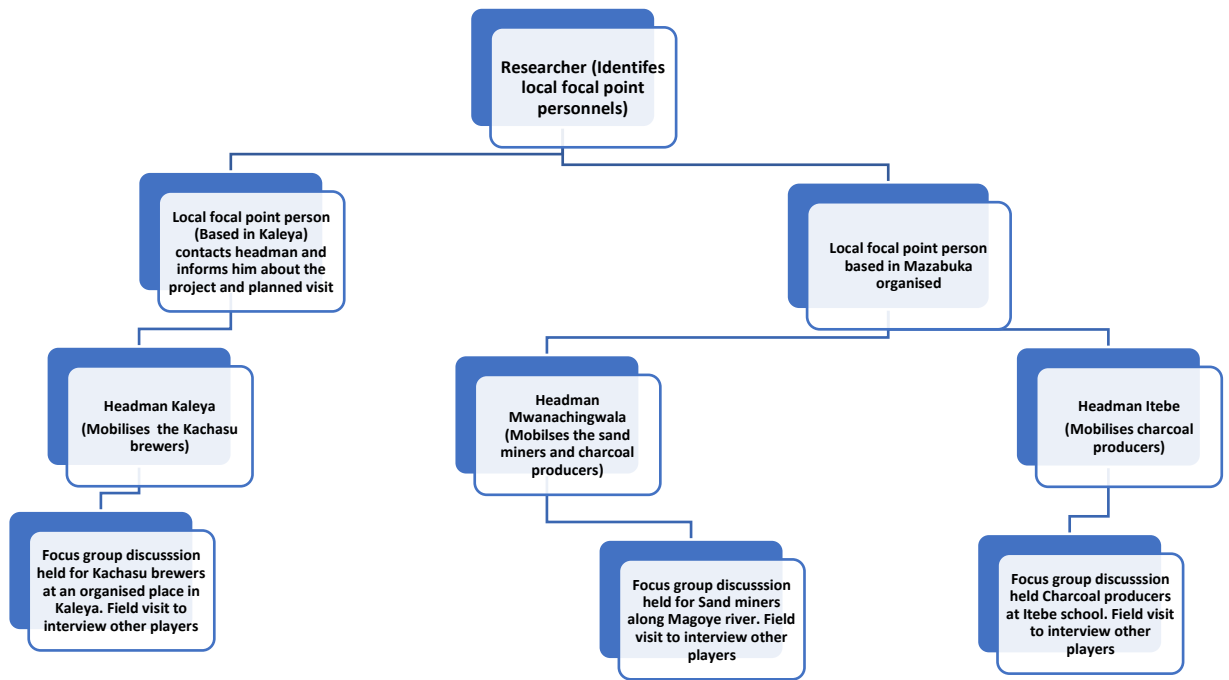 Researcher (Identifes
local focal point
personnels)
Local focal point person
(Based in Kaleya)
contacts headman and
informs him about the
project and planned visit
Local focal point person
based in Mazabuka
organised
Headman Kaleya
(Mobilises the Kachasu
brewers)
Headman
Mwanachingwala
(Mobilses the sand
miners and charcoal
producers)
Headman Itebe
(Mobilises charcoal
producers)
Focus group discusssion
held for Kachasu brewers
at an organised place in
Kaleya. Field visit to
interview other players
Focus group discusssion
held for Sand miners
along Magoye river. Field
visit to interview other
players
Focus group discusssion
held Charcoal producers
at Itebe school. Field visit
to interview other
players